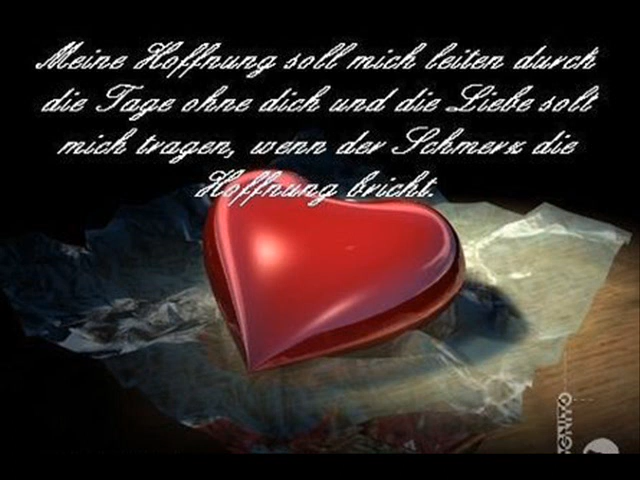 Meine Hoffnung soll mich leiten durch
die Tage ohne dich und die Liebe solt
mich tragen, wenn der Schmerz die
Hoffnung bricht.